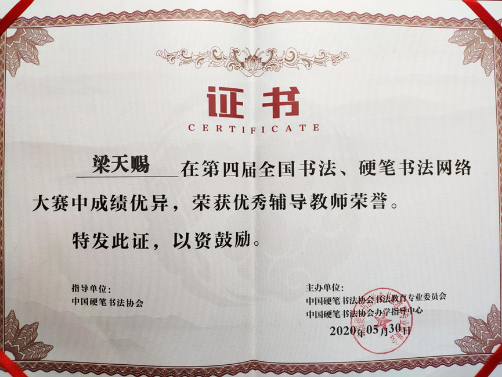 证书
CERTIFICATE
梁天赐 在第四届全国书法、硬笔书法网络
大赛中成绩优异，荣获优秀辅导教师荣誉。
特发此证，以资鼓励。
指导单位：
中国硬笔书法协会
主办单位：
中国硬笔书法协会书法教育专业委员会
中国硬笔书法协会办学指导中心
2020年05月30日